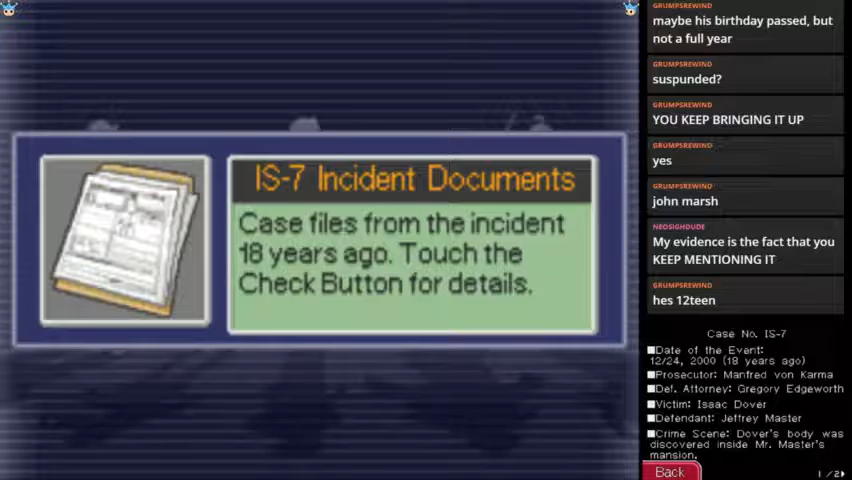 IS-7 Incident Documents
Case files from the incident
18 years ago. Touch the
Check Button for details.
GRUMPSREWIND
maybe his birthday passed, but
not a full year
GRUMPSREWIND
suspunded?
GRUMPSREWIND
YOU KEEP BRINGING IT UP
GRUMPSREWIND
yes
GRUMPSREWIND
john marsh
NEOSIGHDUDE
My evidence is the fact that you
KEEP MENTIONING IT
GRUMPSREWIND
hes 12teen
Case No. IS-7
■Date of the Event:
12/24, 2000 (18 years ago)
■Prosecutor: Manfred von Karma
■Def. Attorney: Gregory Edgeworth
■Victim: Isaac Dover
■Defendant: Jeffrey Master
■Crime Scene: Dover's body was
discovered inside Mr. Master's
mansion.
Back
1/2